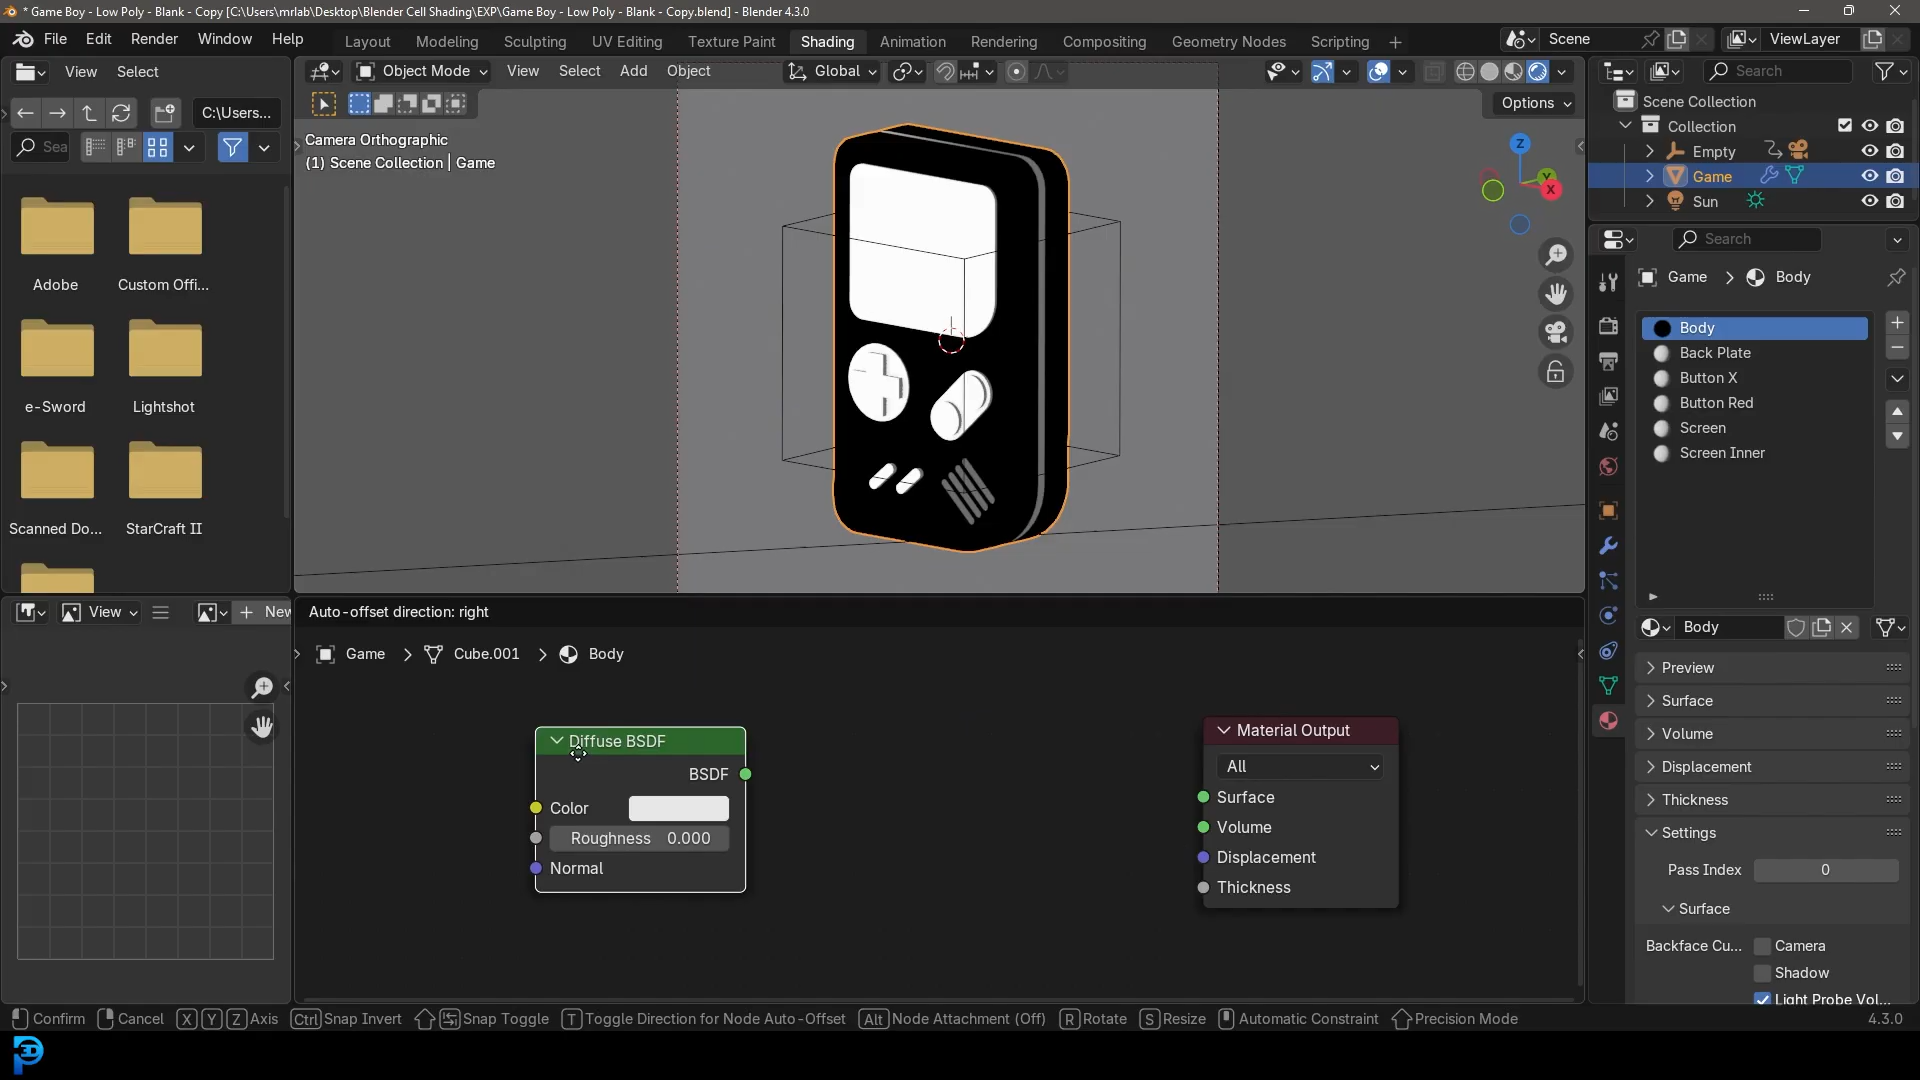 * Game Boy - Low Poly - Blank - Copy [C:\Users\mrlab\Desktop\Blender Cell Shading\EXP\Game Boy - Low Poly - Blank - Copy.blend] - Blender 4.3.0
File Edit Render Window Help
Layout Modeling Sculpting UV Editing Texture Paint Shading Animation Rendering Compositing Geometry Nodes Scripting
Scene
ViewLayer
View Select
Object Mode View Select Add Object
Global
Search
C:\Users...
Options
Sea
Camera Orthographic
(1) Scene Collection | Game
Z
Y
X
Adobe
Custom Offi...
e-Sword
Lightshot
Scanned Do...
StarCraft II
Scene Collection
Collection
Empty
Game
Sun
Search
Game > Body
Body
Back Plate
Button X
Button Red
Screen
Screen Inner
Body
Preview
Surface
Volume
Displacement
Thickness
Settings
Pass Index 0
Surface
Backface Cu... Camera
Shadow
Light Probe Vol...
View
New
Auto-offset direction: right
Game > Cube.001 > Body
Diffuse BSDF
BSDF
Color
Roughness 0.000
Normal
Material Output
All
Surface
Volume
Displacement
Thickness
Confirm Cancel X Y Z Axis Ctrl Snap Invert Snap Toggle T Toggle Direction for Node Auto-Offset Alt Node Attachment (Off) R Rotate S Resize Automatic Constraint Precision Mode
4.3.0